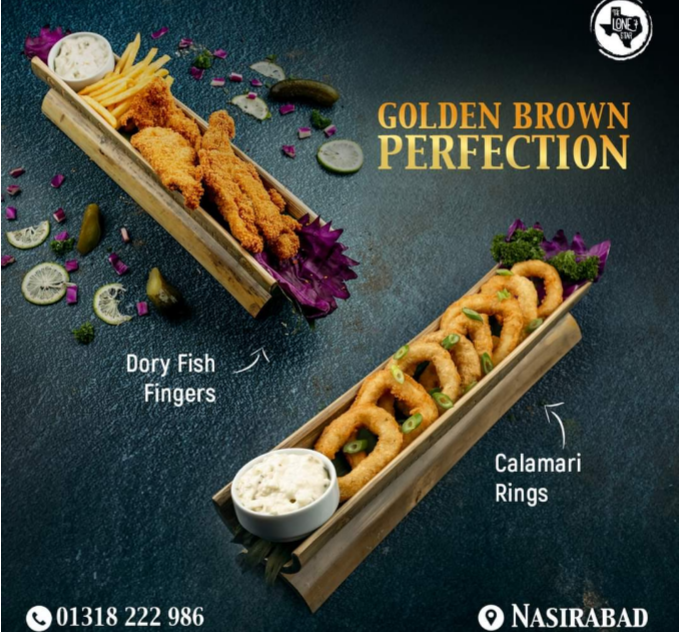 THE
LONE
STAR
GOLDEN BROWN
PERFECTION
Dory Fish
Fingers
Calamari
Rings
01318 222 986
NASIRABAD